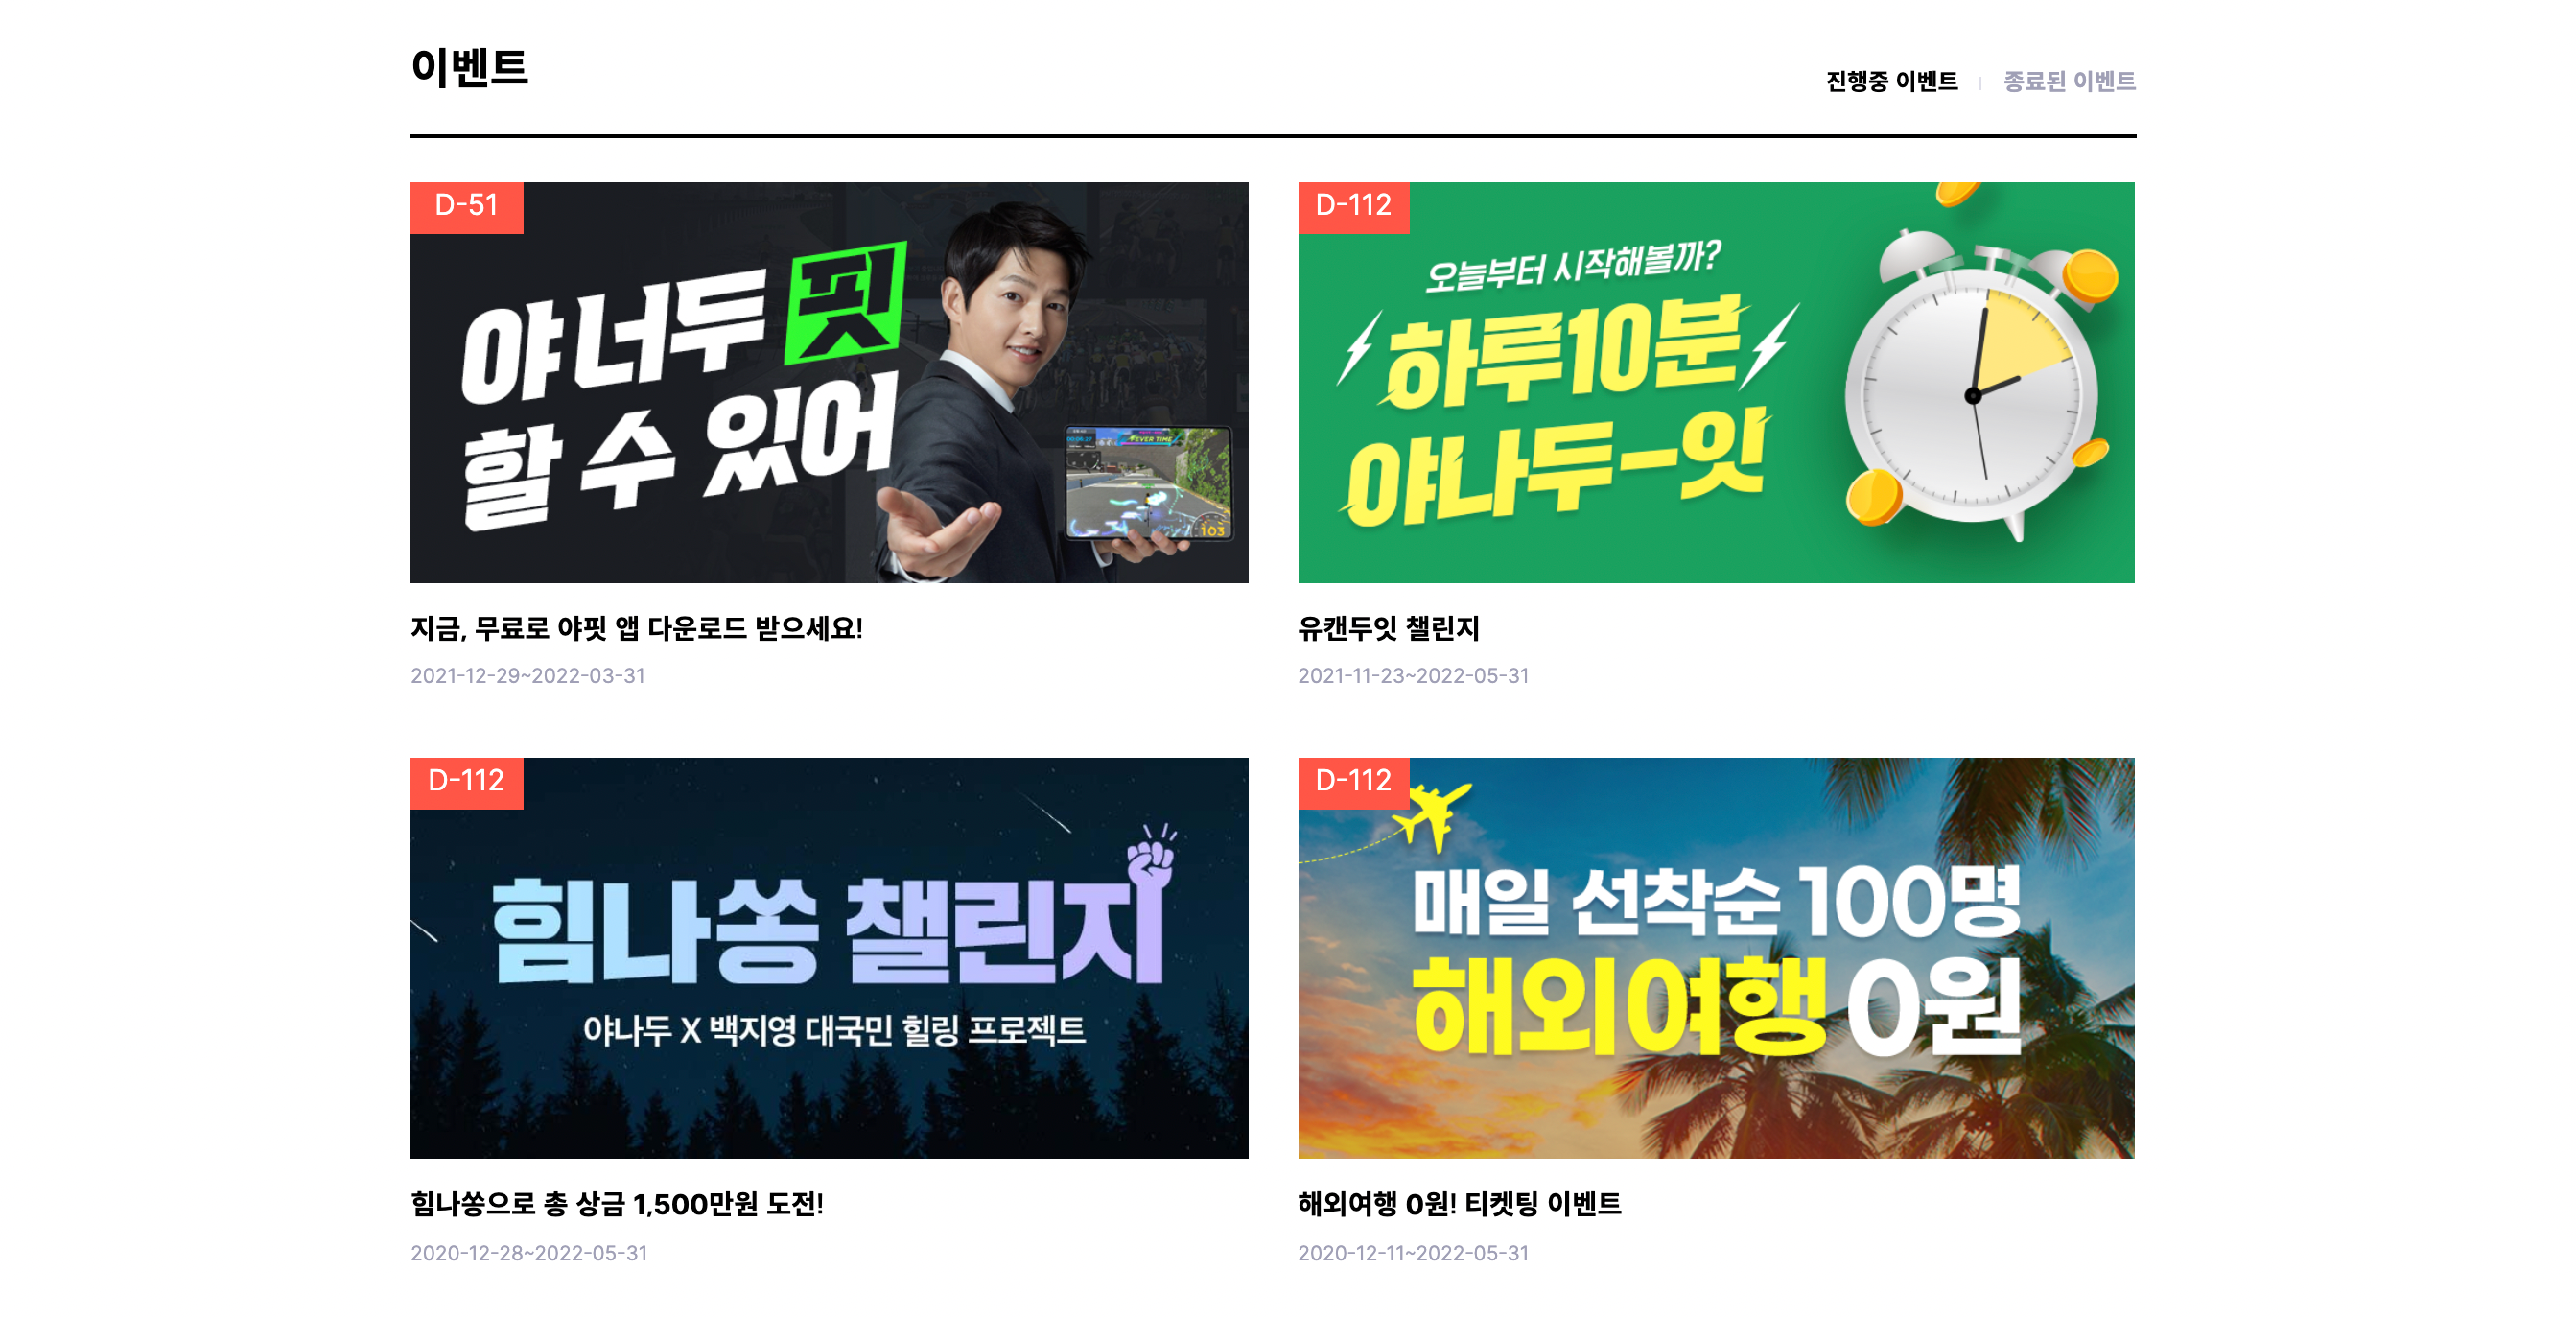 이벤트
진행중 이벤트
종료된 이벤트
D-51
야 너두 핏
할 수 있어
103
지금, 무료로 야핏 앱 다운로드 받으세요!
2021-12-29~2022-03-31
D-112
오늘부터 시작해볼까?
하루10분
야나두-잇
유캔두잇 챌린지
2021-11-23~2022-05-31
D-112
힘나쏭 챌린지
야나두 X 백지영 대국민 힐링 프로젝트
힘나쏭으로 총 상금 1,500만원 도전!
2020-12-28~2022-05-31
D-112
매일 선착순 100명
해외여행 0원
해외여행 0원! 티켓팅 이벤트
2020-12-11~2022-05-31